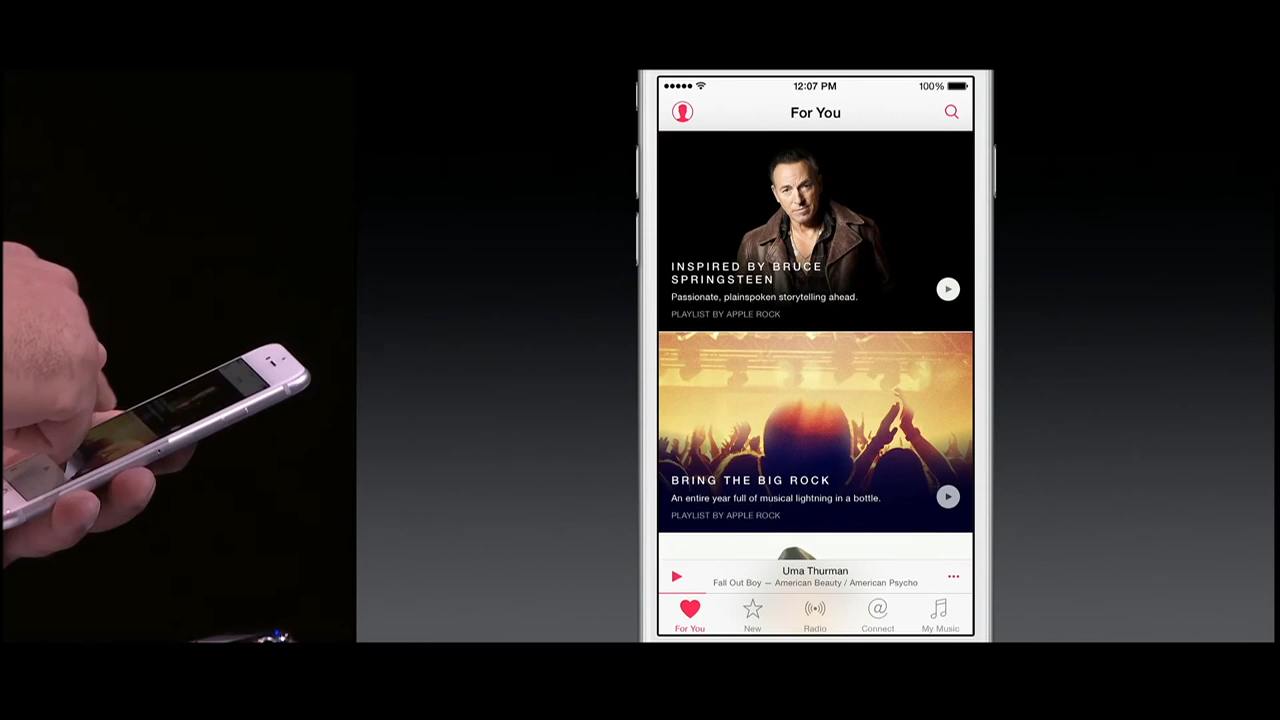 12:07 PM
100%
For You
INSPIRED BY BRUCE
SPRINGSTEEN
Passionate, plainspoken storytelling ahead.
PLAYLIST BY APPLE ROCK
BRING THE BIG ROCK
An entire year full of musical lightning in a bottle.
PLAYLIST BY APPLE ROCK
Uma Thurman
Fall Out Boy — American Beauty / American Psycho
For You
New
Radio
Connect
My Music